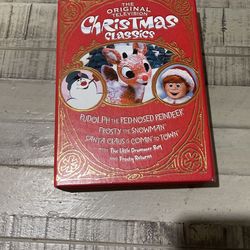 THE
ORIGINAL
TELEVISION
CHRISTMAS
CLASSICS
RUDOLPH THE RED-NOSED REINDEER
FROSTY THE SNOWMAN
SANTA CLAUS IS COMIN' TO TOWN
The Little Drummer Boy
Frosty Returns